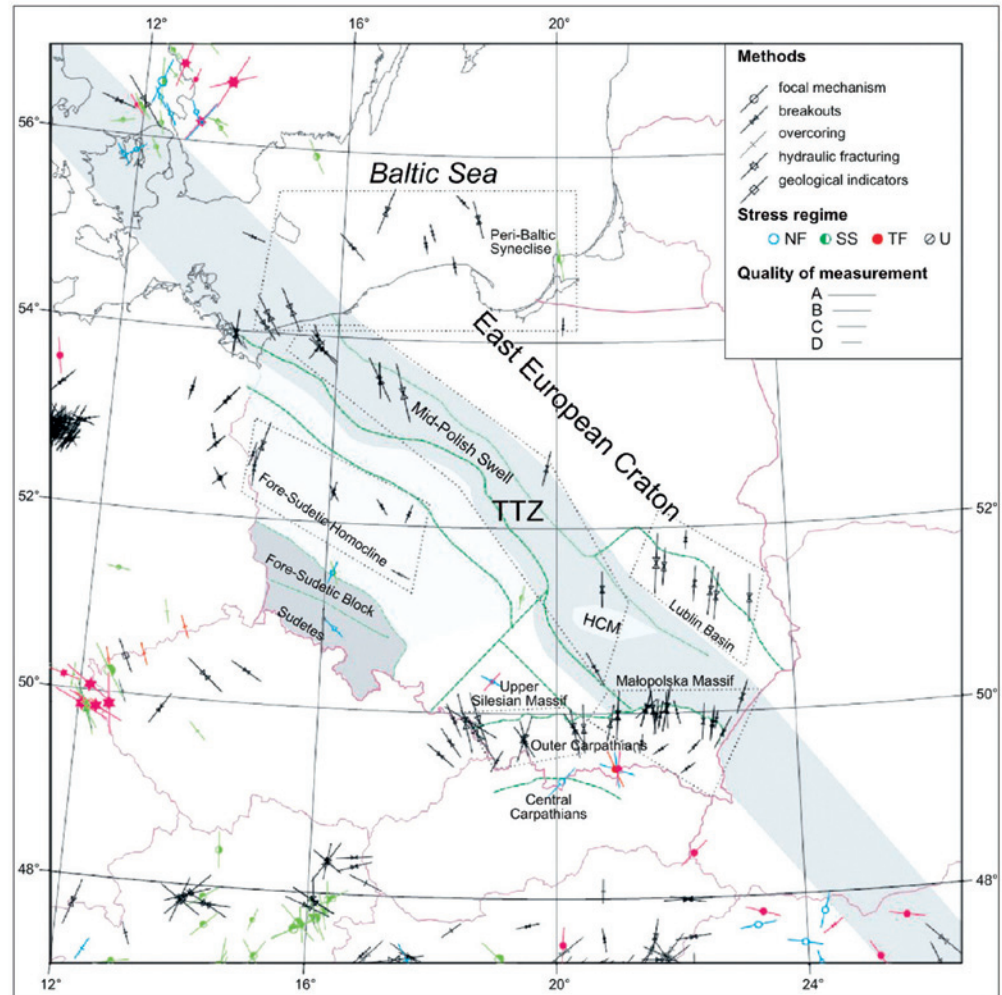 12°
16°
20°
Methods
focal mechanism
breakouts
overcoring
hydraulic fracturing
geological indicators
Stress regime
NF SS TF U
Quality of measurement
A
B
C
D
56°
Baltic Sea
Peri-Baltic
Syneclise
54°
East European Craton
Mid-Polish Swell
52°
TTZ
52°
Fore-Sudetic Homocline
Fore-Sudetic Block
Sudetes
HCM
Lublin Basin
50°
Upper
Silesian Massif
Małopolska Massif
50°
Outer Carpathians
Central
Carpathians
48°
48°
12°
16°
20°
24°